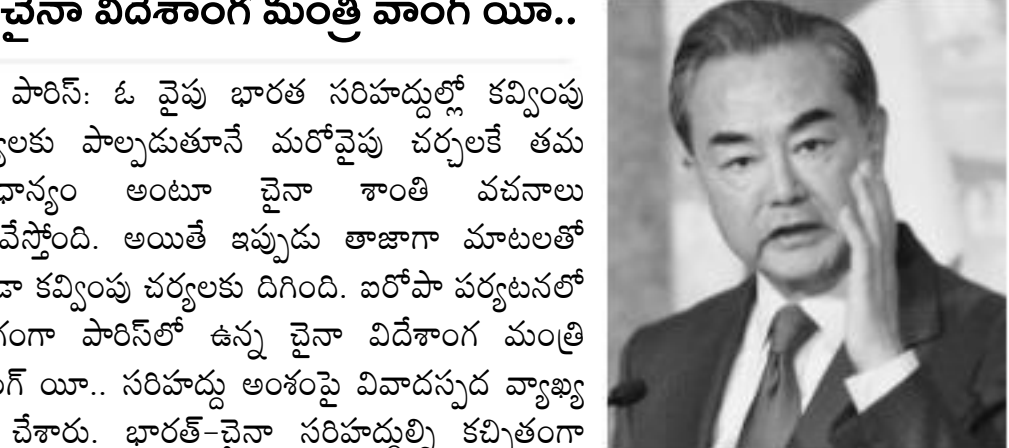 చైనా విదేశాంగ మంత్రి వాంగ్ యీ..
పారిస్: ఓ వైపు భారత సరిహద్దుల్లో కవ్వింపు
లకు పాల్పడుతూనే మరోవైపు చర్చలకే తమ
ధాన్యం అంటూ చైనా శాంతి వచనాలు
వేస్తోంది. అయితే ఇప్పుడు తాజాగా మాటలతో
డా కవ్వింపు చర్యలకు దిగింది. ఐరోపా పర్యటనలో
గంగా పారిస్‌లో ఉన్న చైనా విదేశాంగ మంత్రి
గ్ యీ.. సరిహద్దు అంశంపై వివాదస్పద వ్యాఖ్య
చేశారు. భారత్-చైనా సరిహద్దుల్ని కచ్చితంగా